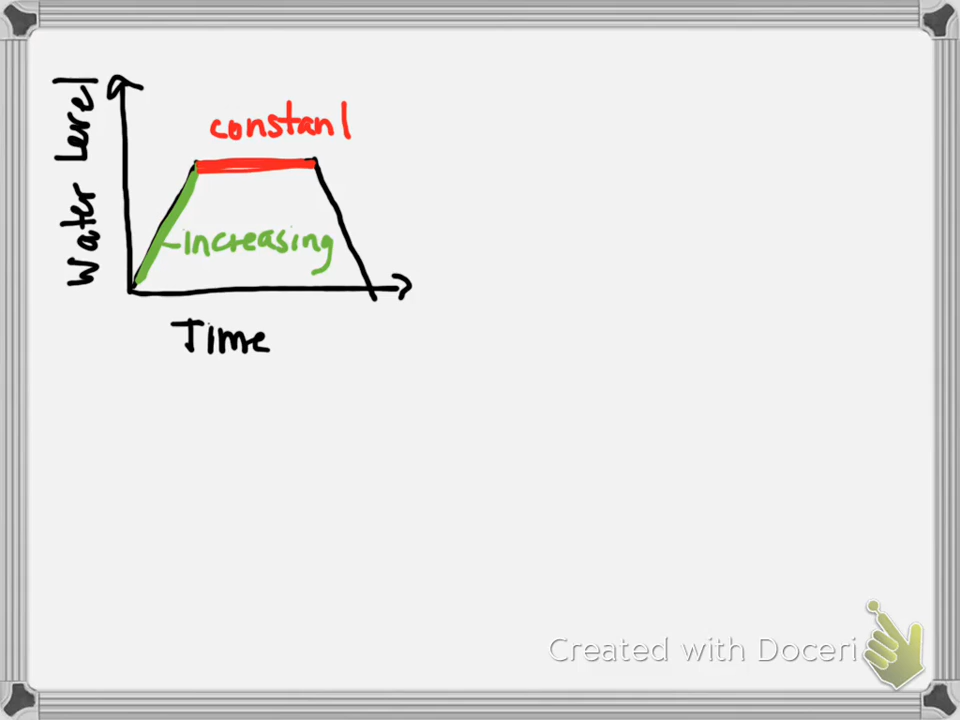 constant
Water Level
increasing
Time
Created with Doceri